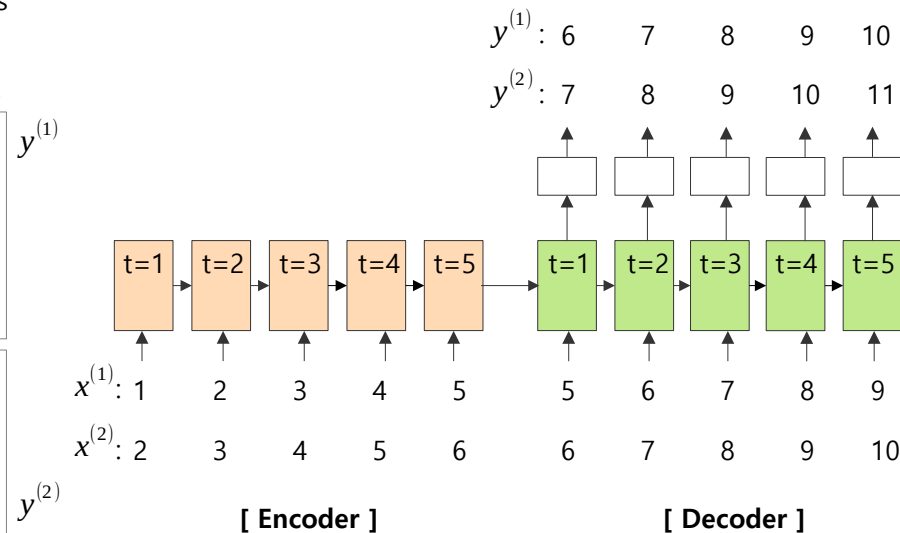 s
y^(1): 6 7 8 9 10
y^(2): 7 8 9 10 11
y^(1)
t=1 t=2 t=3 t=4 t=5 t=1 t=2 t=3 t=4 t=5
x^(1): 1 2 3 4 5 5 6 7 8 9
x^(2): 2 3 4 5 6 6 7 8 9 10
y^(2)
[ Encoder ] [ Decoder ]